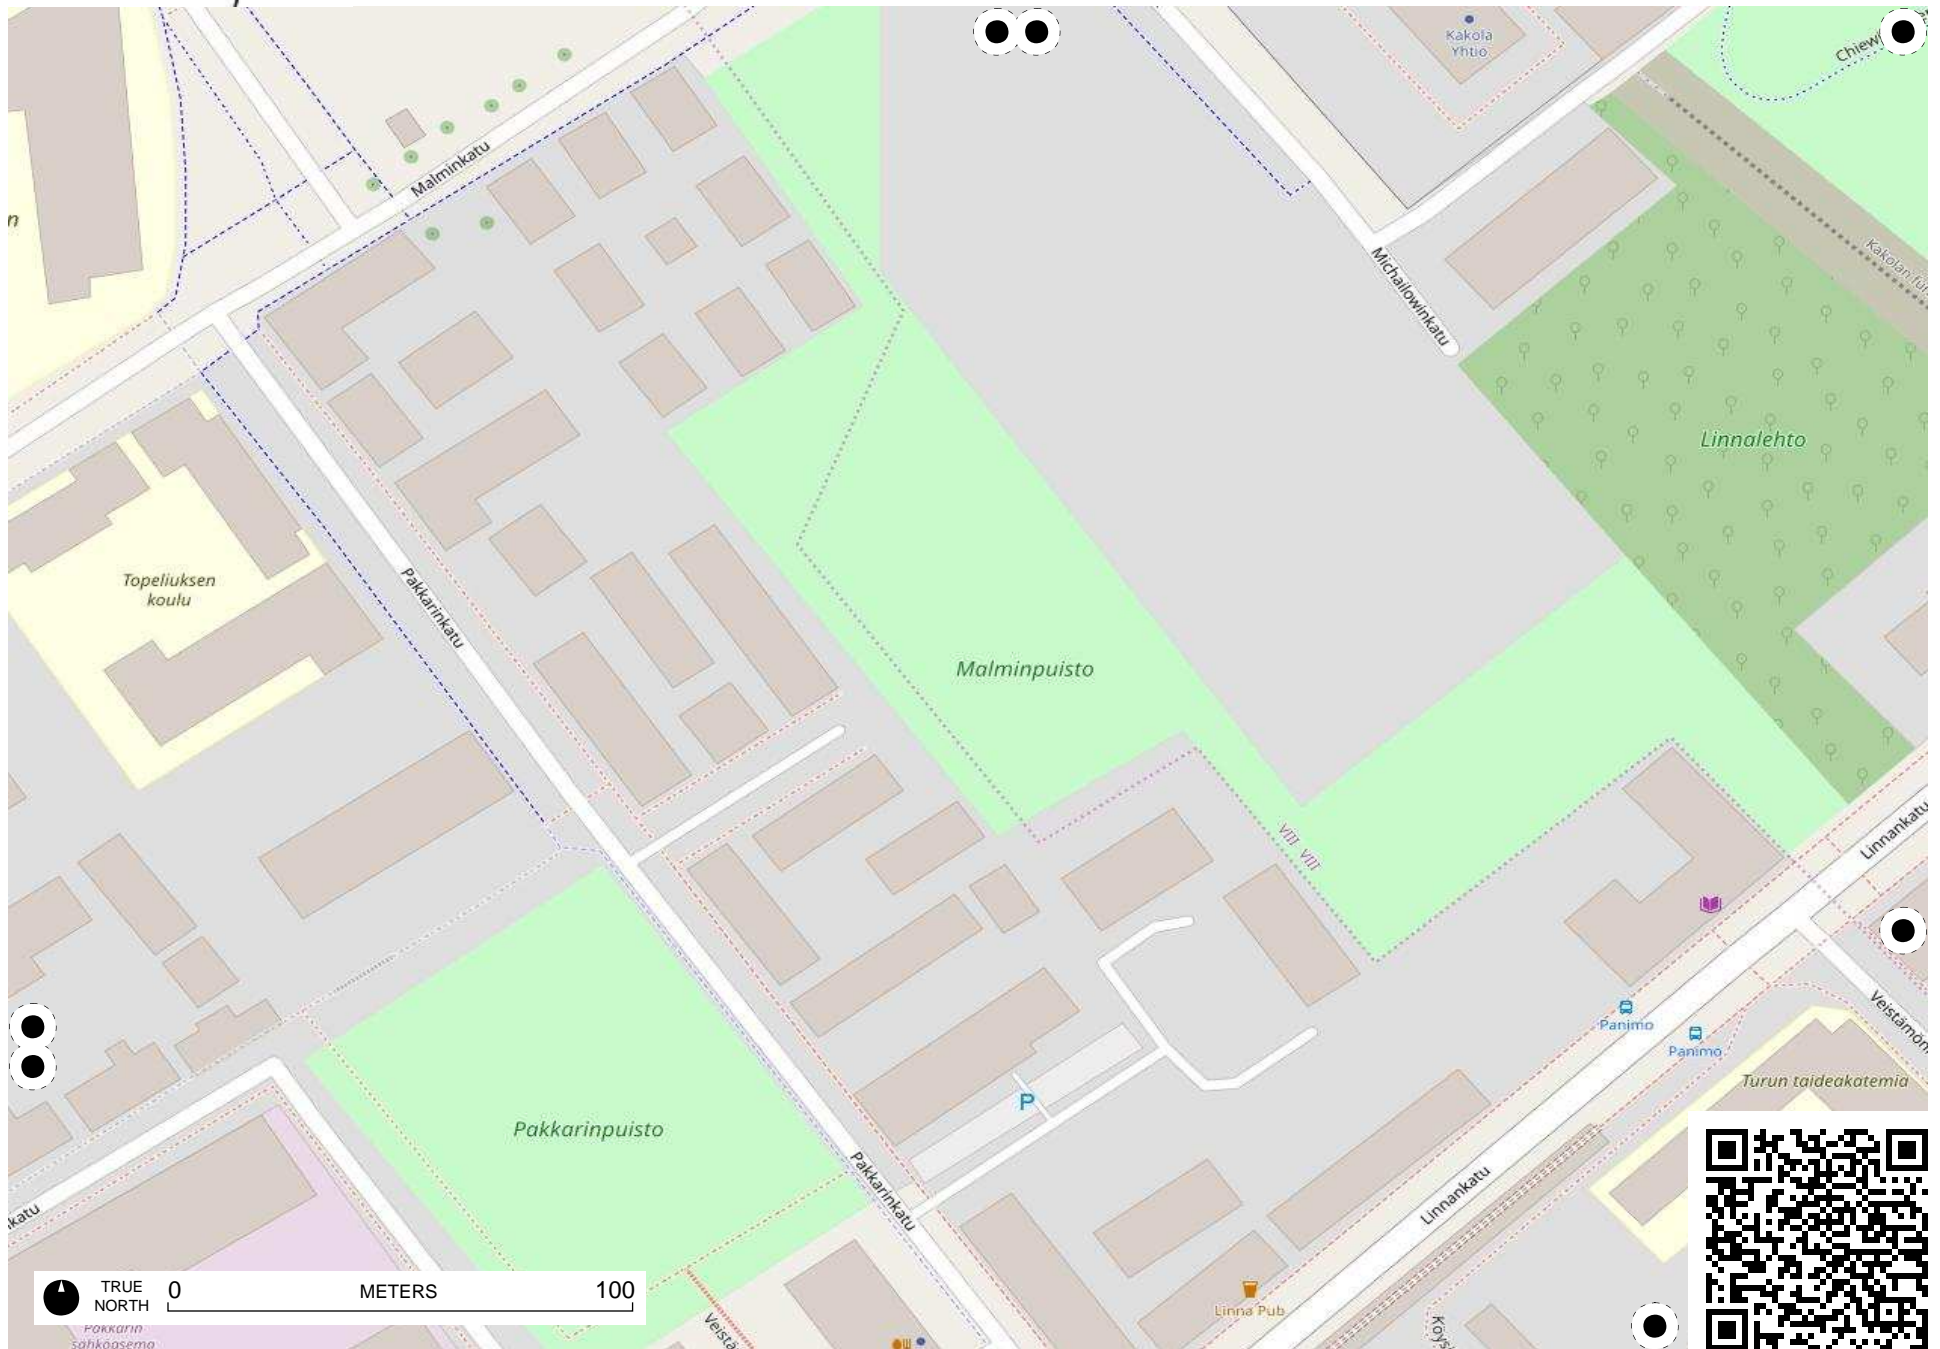 Kakola
Yhtiö
Malminkatu
Michailowinkatu
Linnalehto
Topeliuksen
koulu
Pakkarinkatu
Malminpuisto
VIII VIII
Linnankatu
Panimo
Panimo
Turun taideakatemia
P
Pakkarinpuisto
Pakkarinkatu
Linnankatu
Linna Pub
TRUE
NORTH
0
METERS
100
Pakkarin
sähköasema